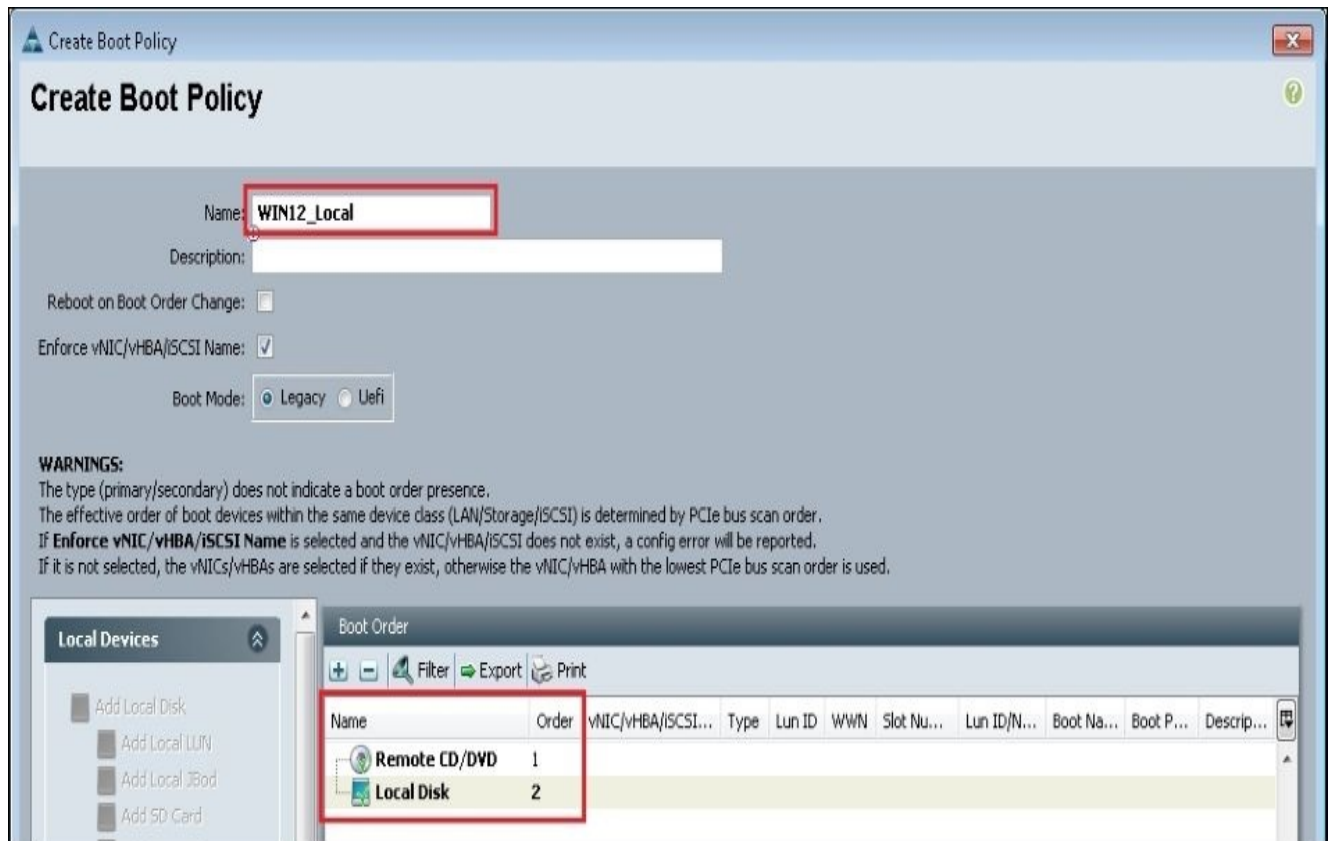 Create Boot Policy
Create Boot Policy
Name: WIN12_Local
Description:
Reboot on Boot Order Change:
Enforce vNIC/vHBA/iSCSI Name:
Boot Mode: Legacy Uefi
WARNINGS:
The type (primary/secondary) does not indicate a boot order presence.
The effective order of boot devices within the same device class (LAN/Storage/iSCSI) is determined by PCIe bus scan order.
If Enforce vNIC/vHBA/iSCSI Name is selected and the vNIC/vHBA/iSCSI does not exist, a config error will be reported.
If it is not selected, the vNICs/vHBAs are selected if they exist, otherwise the vNIC/vHBA with the lowest PCIe bus scan order is used.
Local Devices
Add Local Disk
Add Local LUN
Add Local JBod
Add SD Card
Boot Order
Filter Export Print
Name Order vNIC/vHBA/iSCSI... Type Lun ID WWN Slot Nu... Lun ID/N... Boot Na... Boot P... Descrip...
Remote CD/DVD 1
Local Disk 2